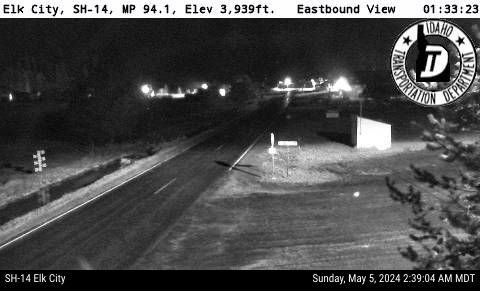 Elk City, SH-14, MP 94.1, Elev 3,939ft. Eastbound View 01:33:23
IDAHO
TRANSPORTATION DEPARTMENT
SH-14 Elk City
Sunday, May 5, 2024 2:39:04 AM MDT